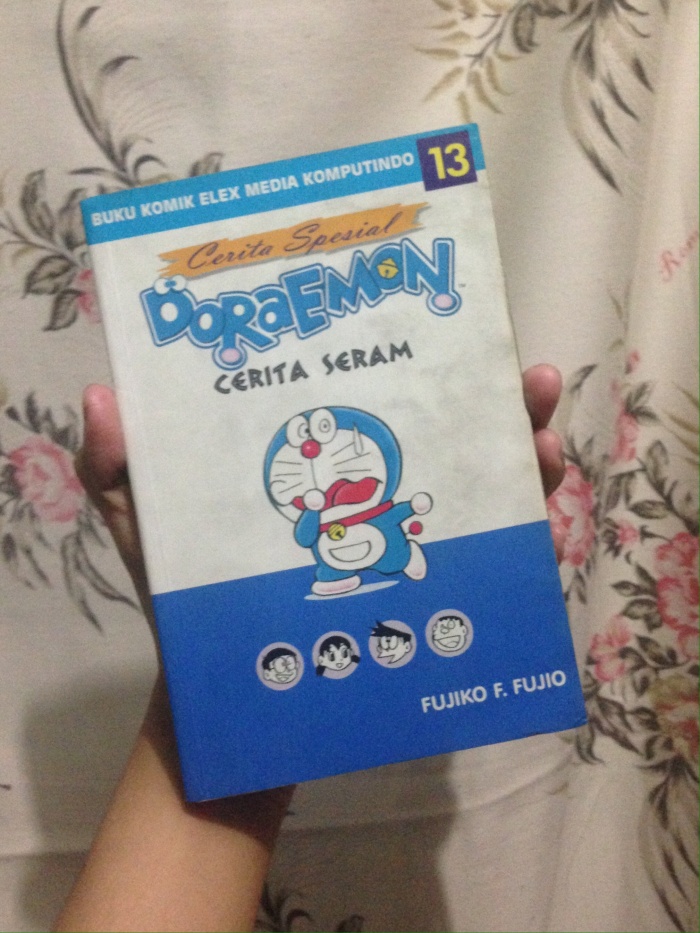 BUKU KOMIK ELEX MEDIA KOMPUTINDO 13
Cerita Spesial
DORAEMON
CERITA SERAM
FUJIKO F. FUJIO